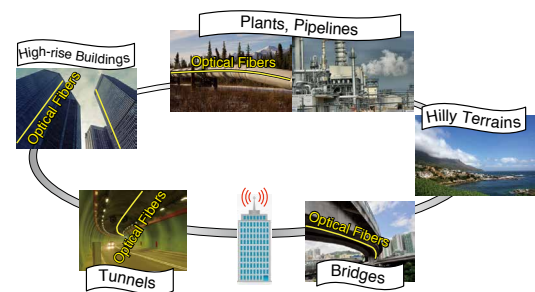 Plants, Pipelines
High-rise Buildings
Optical Fibers
Optical Fibers
Hilly Terrains
Optical Fibers
Optical Fibers
Tunnels
Bridges